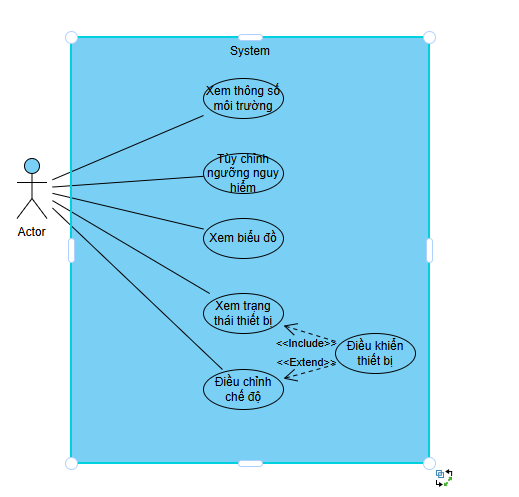 System
Xem thông số
môi trường
Tùy chỉnh
ngưỡng nguy
hiểm
Actor
Xem biểu đồ
Xem trạng
thái thiết bị
<<Include>>
Điều khiển
thiết bị
<<Extend>>
Điều chỉnh
chế độ